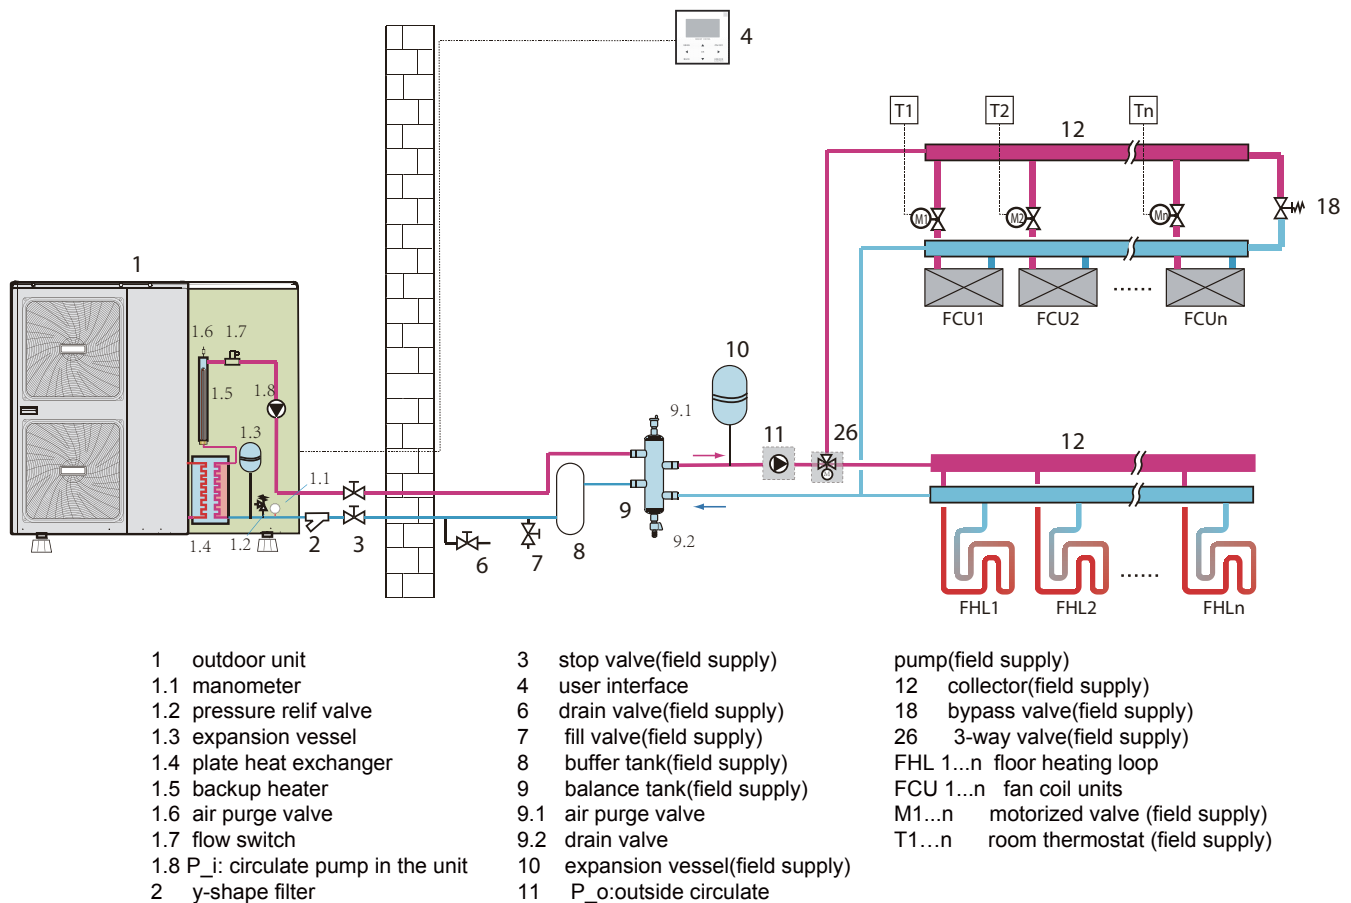 4
T1
T2
Tn
12
18
M1
M2
Mn
1
FCU1
FCU2
......
FCUn
1.6
1.7
1.5
1.8
1.3
10
9.1
11
26
12
1.1
9
1.4
1.2
2
3
6
7
8
9.2
FHL1
FHL2
......
FHLn
1 outdoor unit
1.1 manometer
1.2 pressure relif valve
1.3 expansion vessel
1.4 plate heat exchanger
1.5 backup heater
1.6 air purge valve
1.7 flow switch
1.8 P_i: circulate pump in the unit
2 y-shape filter
3 stop valve(field supply)
4 user interface
6 drain valve(field supply)
7 fill valve(field supply)
8 buffer tank(field supply)
9 balance tank(field supply)
9.1 air purge valve
9.2 drain valve
10 expansion vessel(field supply)
11 P_o:outside circulate
pump(field supply)
12 collector(field supply)
18 bypass valve(field supply)
26 3-way valve(field supply)
FHL 1...n floor heating loop
FCU 1...n fan coil units
M1...n motorized valve (field supply)
T1...n room thermostat (field supply)